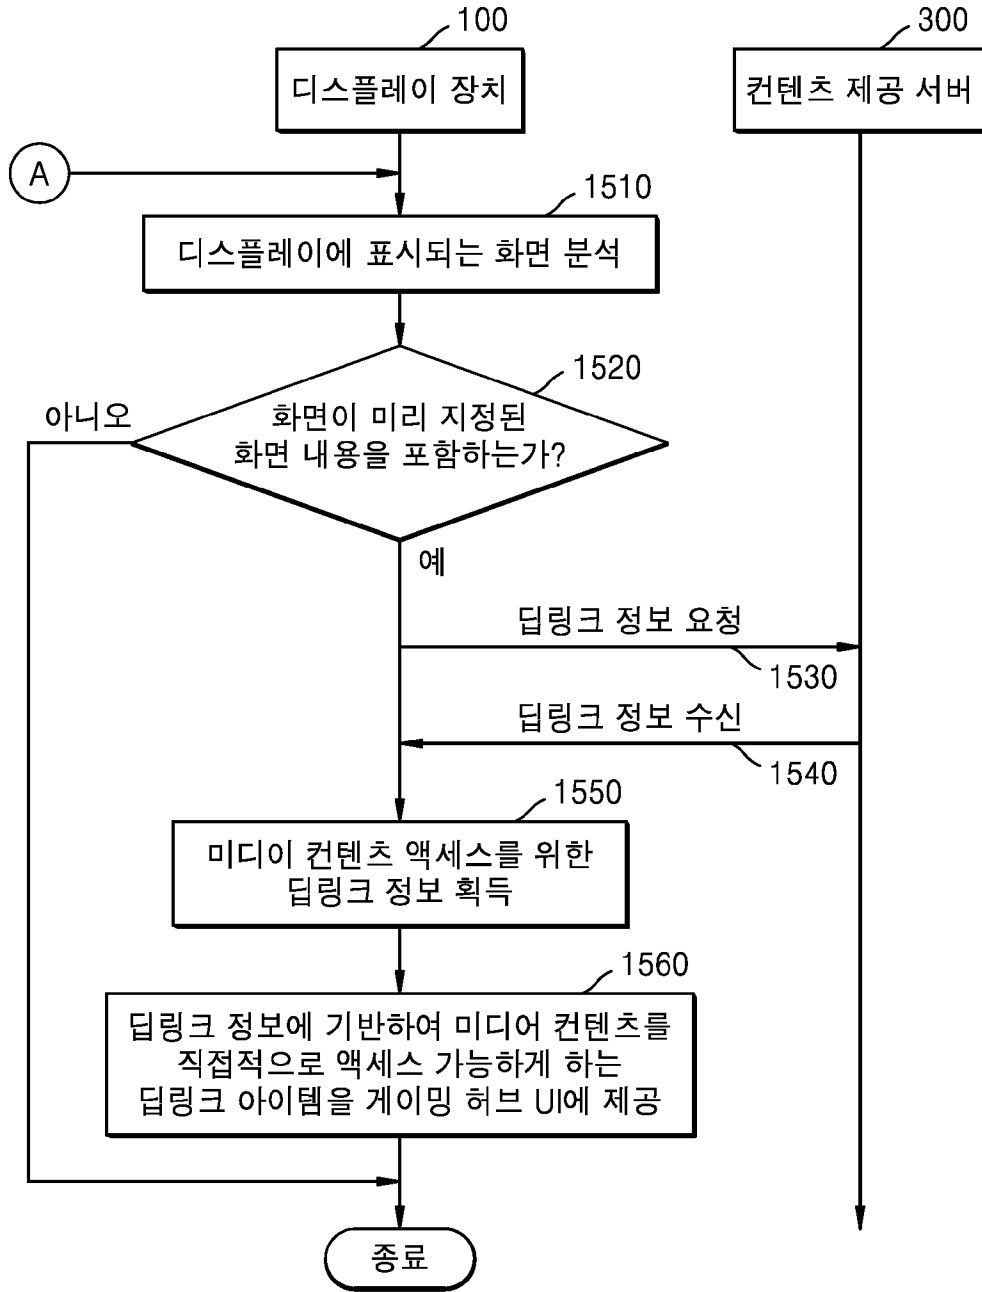 100
300
디스플레이 장치
컨텐츠 제공 서버
A
1510
디스플레이에 표시되는 화면 분석
1520
아니오
화면이 미리 지정된
화면 내용을 포함하는가?
예
딥링크 정보 요청
1530
딥링크 정보 수신
1540
1550
미디이 컨텐츠 액세스를 위한
딥링크 정보 획득
1560
딥링크 정보에 기반하여 미디어 컨텐츠를
직접적으로 액세스 가능하게 하는
딥링크 아이템을 게이밍 허브 UI에 제공
종료